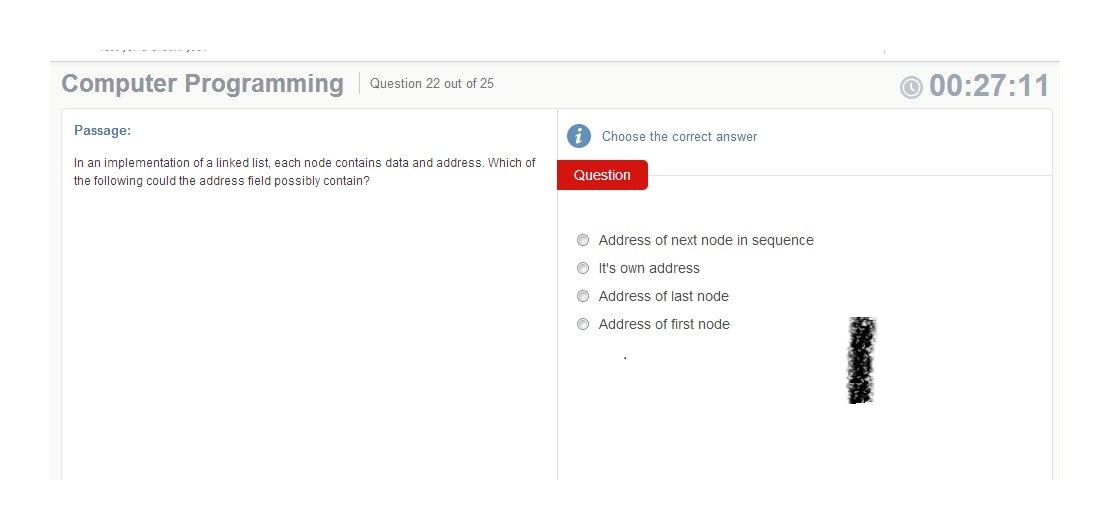 Computer Programming
Question 22 out of 25
00:27:11
Passage:
In an implementation of a linked list, each node contains data and address. Which of
the following could the address field possibly contain?
Choose the correct answer
Question
Address of next node in sequence
It's own address
Address of last node
Address of first node